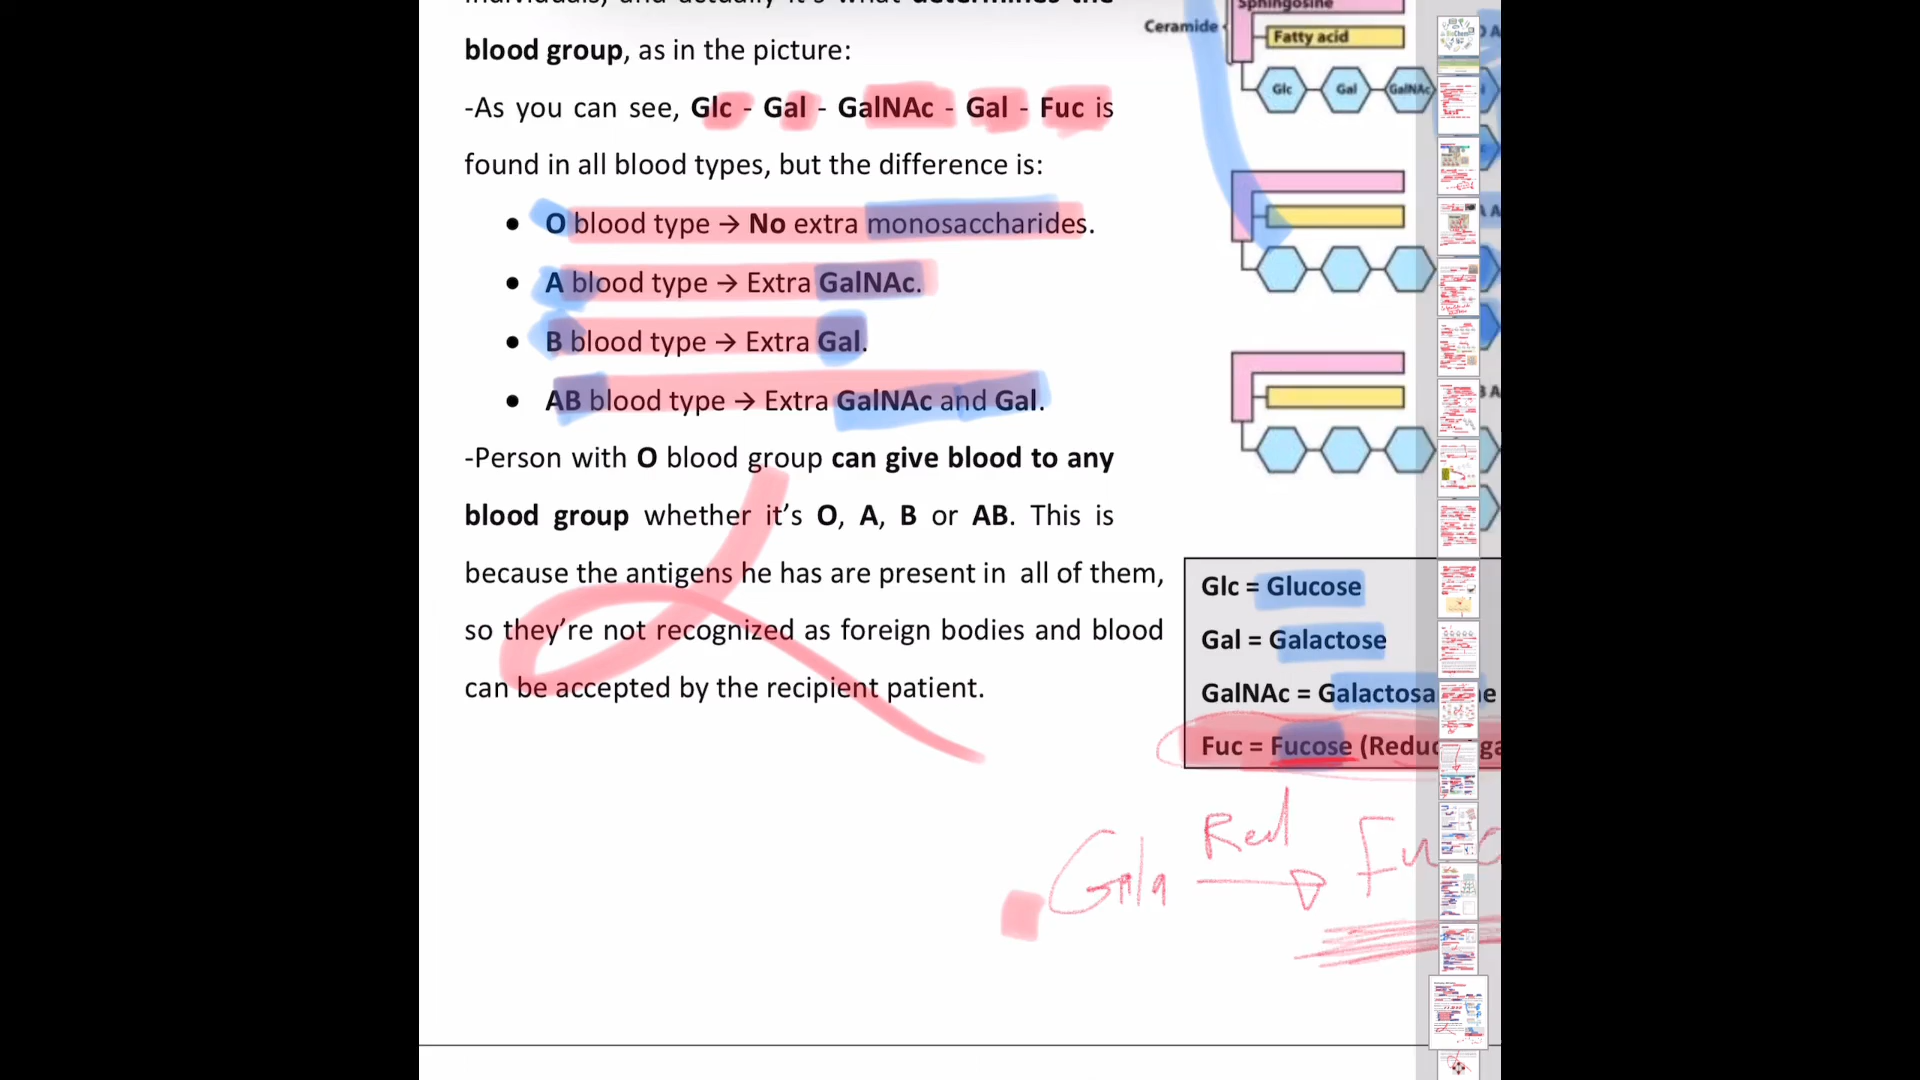 blood group, as in the picture:
-As you can see, Glc - Gal - GalNAc - Gal - Fuc is
found in all blood types, but the difference is:
• O blood type → No extra monosaccharides.
• A blood type → Extra GalNAc.
• B blood type → Extra Gal.
• AB blood type → Extra GalNAc and Gal.
-Person with O blood group can give blood to any
blood group whether it's O, A, B or AB. This is
because the antigens he has are present in all of them,
so they're not recognized as foreign bodies and blood
can be accepted by the recipient patient.
Sphingosine
Ceramide
Fatty acid
Glc Gal GalNAc
Glc = Glucose
Gal = Galactose
GalNAc =
Fuc = Fucose
Gala Red